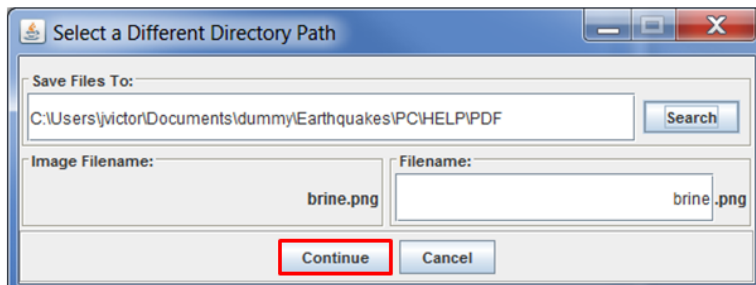 Select a Different Directory Path
X
Save Files To:
C:\Users\jvictor\Documents\dummy\Earthquakes\PC\HELP\PDF Search
Image Filename: Filename:
brine.png brine .png
Continue Cancel